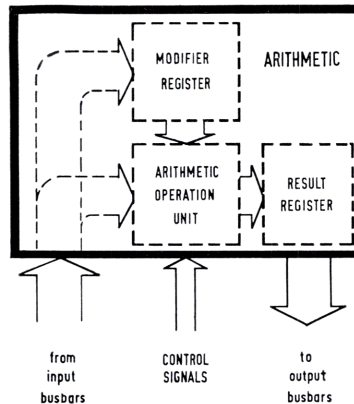 MODIFIER
REGISTER
ARITHMETIC
ARITHMETIC
OPERATION
UNIT
RESULT
REGISTER
from
input
busbars
CONTROL
SIGNALS
to
output
busbars